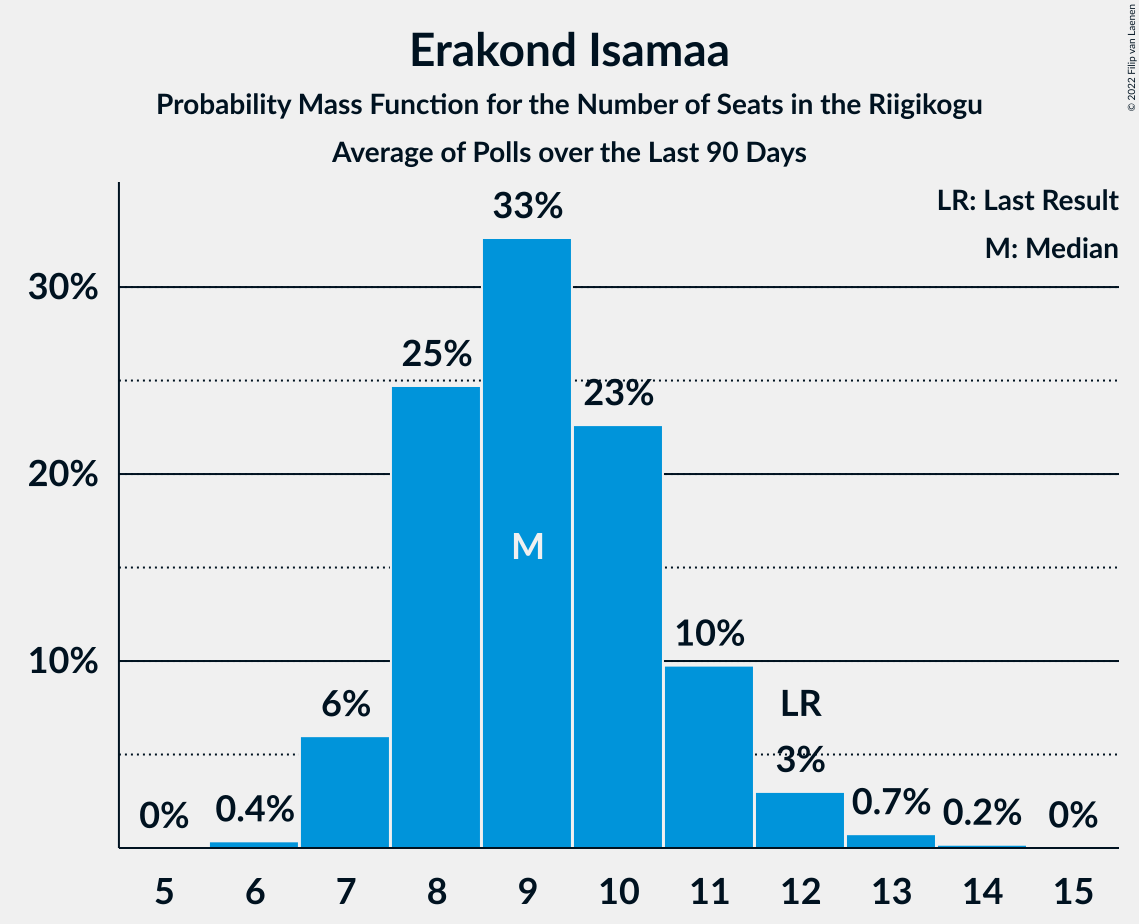 Erakond Isamaa
Probability Mass Function for the Number of Seats in the Riigikogu
Average of Polls over the Last 90 Days
© 2022 Filip van Laenen
LR: Last Result
M: Median
33%
30%
25%
23%
20%
M
10%
10%
6%
LR
3%
0%
0.4%
0.7%
0.2%
0%
5 6 7 8 9 10 11 12 13 14 15